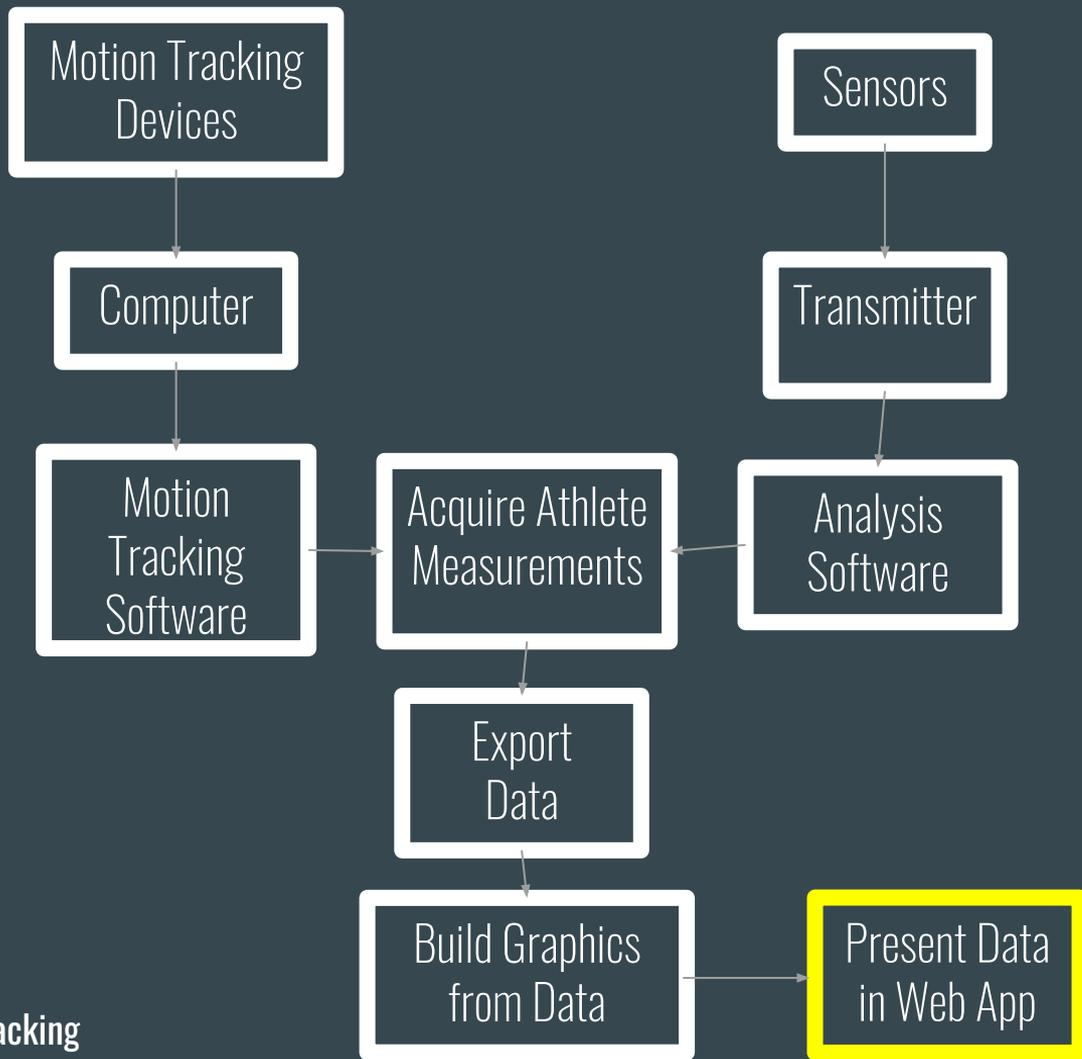 Motion Tracking
Devices
Sensors
Computer
Transmitter
Motion
Tracking
Software
Acquire Athlete
Measurements
Analysis
Software
Export
Data
Build Graphics
from Data
Present Data
in Web App
acking